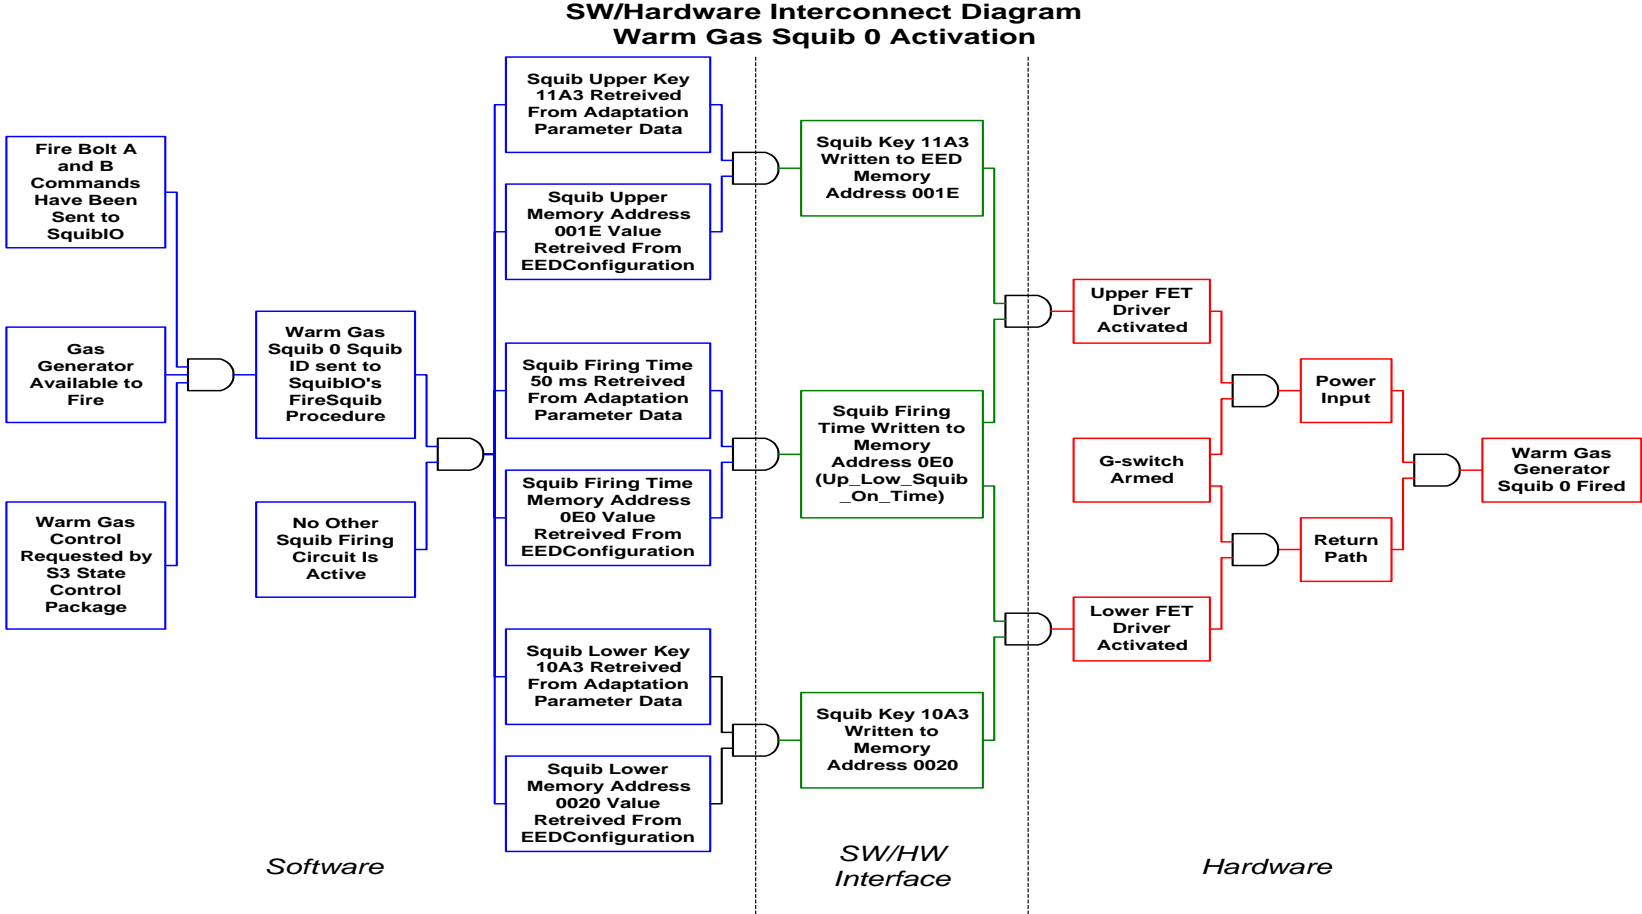 SW/Hardware Interconnect Diagram
Warm Gas Squib 0 Activation
Fire Bolt A
and B
Commands
Have Been
Sent to
SquibIO
Gas
Generator
Available to
Fire
Warm Gas
Control
Requested by
S3 State
Control
Package
Warm Gas
Squib 0 Squib
ID sent to
SquibIO's
FireSquib
Procedure
No Other
Squib Firing
Circuit Is
Active
Squib Upper Key
11A3 Retreived
From Adaptation
Parameter Data
Squib Upper
Memory Address
001E Value
Retreived From
EEDConfiguration
Squib Firing Time
50 ms Retreived
From Adaptation
Parameter Data
Squib Firing Time
Memory Address
0E0 Value
Retreived From
EEDConfiguration
Squib Lower Key
10A3 Retreived
From Adaptation
Parameter Data
Squib Lower
Memory Address
0020 Value
Retreived From
EEDConfiguration
Squib Key 11A3
Written to EED
Memory
Address 001E
Squib Firing
Time Written to
Memory
Address 0E0
(Up_Low_Squib
_On_Time)
Squib Key 10A3
Written to
Memory
Address 0020
Upper FET
Driver
Activated
G-switch
Armed
Lower FET
Driver
Activated
Power
Input
Return
Path
Warm Gas
Generator
Squib 0 Fired
Software
SW/HW
Interface
Hardware